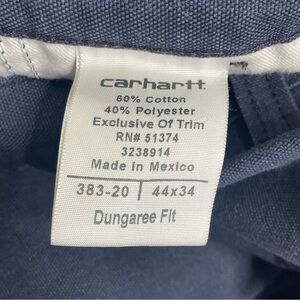 carhartt
60% Cotton
40% Polyester
Exclusive Of Trim
RN# 51374
3238914
Made in Mexico
383-20 | 44x34
Dungaree Fit